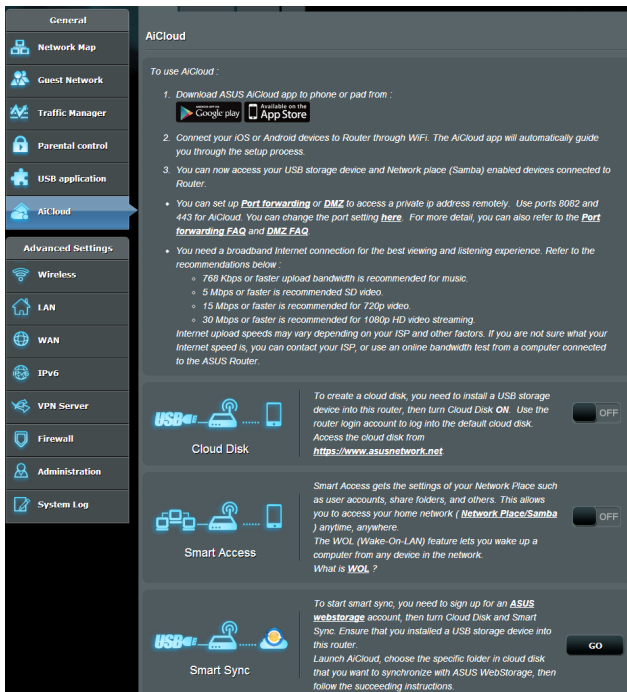 General
Network Map
Guest Network
Traffic Manager
Parental control
USB application
AiCloud
Advanced Settings
Wireless
LAN
WAN
IPv6
VPN Server
Firewall
Administration
System Log
AiCloud
To use AiCloud :
1. Download ASUS AiCloud app to phone or pad from :
ANDROID APP ON
Google play
Available on the
App Store
2. Connect your iOS or Android devices to Router through WiFi. The AiCloud app will automatically guide
you through the setup process.
3. You can now access your USB storage device and Network place (Samba) enabled devices connected to
Router.
• You can set up Port forwarding or DMZ to access a private ip address remotely. Use ports 8082 and
443 for AiCloud. You can change the port setting here. For more detail, you can also refer to the Port
forwarding FAQ and DMZ FAQ.
• You need a broadband Internet connection for the best viewing and listening experience. Refer to the
recommendations below :
◦ 768 Kbps or faster upload bandwidth is recommended for music.
◦ 5 Mbps or faster is recommended SD video.
◦ 15 Mbps or faster is recommended for 720p video.
◦ 30 Mbps or faster is recommended for 1080p HD video streaming.
Internet upload speeds may vary depending on your ISP and other factors. If you are not sure what your
Internet speed is, you can contact your ISP, or use an online bandwidth test from a computer connected
to the ASUS Router.
USB
Cloud Disk
To create a cloud disk, you need to install a USB storage
device into this router, then turn Cloud Disk ON. Use the
router login account to log into the default cloud disk.
Access the cloud disk from
https://www.asusnetwork.net.
OFF
Smart Access
Smart Access gets the settings of your Network Place such
as user accounts, share folders, and others. This allows
you to access your home network ( Network Place/Samba
) anytime, anywhere.
The WOL (Wake-On-LAN) feature lets you wake up a
computer from any device in the network.
What is WOL ?
OFF
USB
Smart Sync
To start smart sync, you need to sign up for an ASUS
webstorage account, then turn Cloud Disk and Smart
Sync. Ensure that you installed a USB storage device into
this router.
Launch AiCloud, choose the specific folder in cloud disk
that you want to synchronize with ASUS WebStorage, then
follow the succeeding instructions.
GO